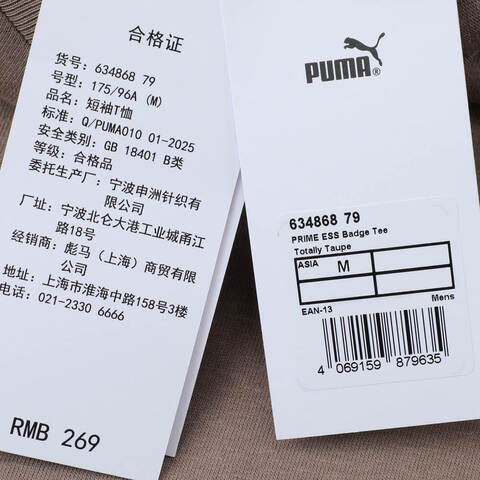 合格证
货号: 634868 79
号型: 175/96A (M)
品名: 短袖T恤
标准: Q/PUMA010 01-2025
安全类别: GB 18401 B类
等级: 合格品
委托生产厂: 宁波申洲针织有
限公司
厂址: 宁波北仑大港工业城甬江
路18号
经销商: 彪马（上海）商贸有限
公司
地址: 上海市淮海中路158号3楼
电话: 021-2330 6666
RMB 269
PUMA®
634868 79
PRIME ESS Badge Tee
Totally Taupe
ASIA M
EAN-13 Mens
4 069159 879635